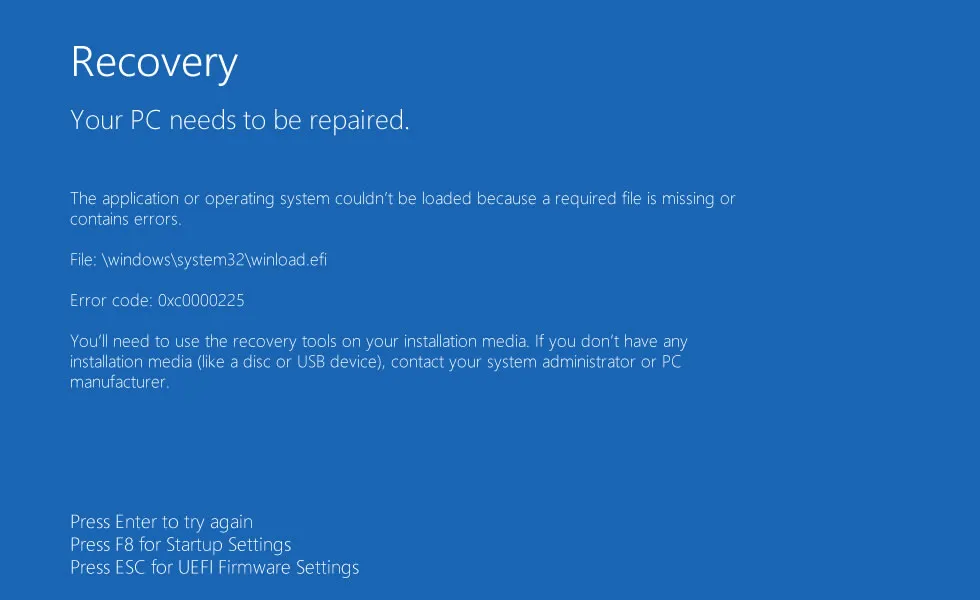 Recovery
Your PC needs to be repaired.
The application or operating system couldn’t be loaded because a required file is missing or
contains errors.
File: \windows\system32\winload.efi
Error code: 0xc0000225
You’ll need to use the recovery tools on your installation media. If you don’t have any
installation media (like a disc or USB device), contact your system administrator or PC
manufacturer.
Press Enter to try again
Press F8 for Startup Settings
Press ESC for UEFI Firmware Settings